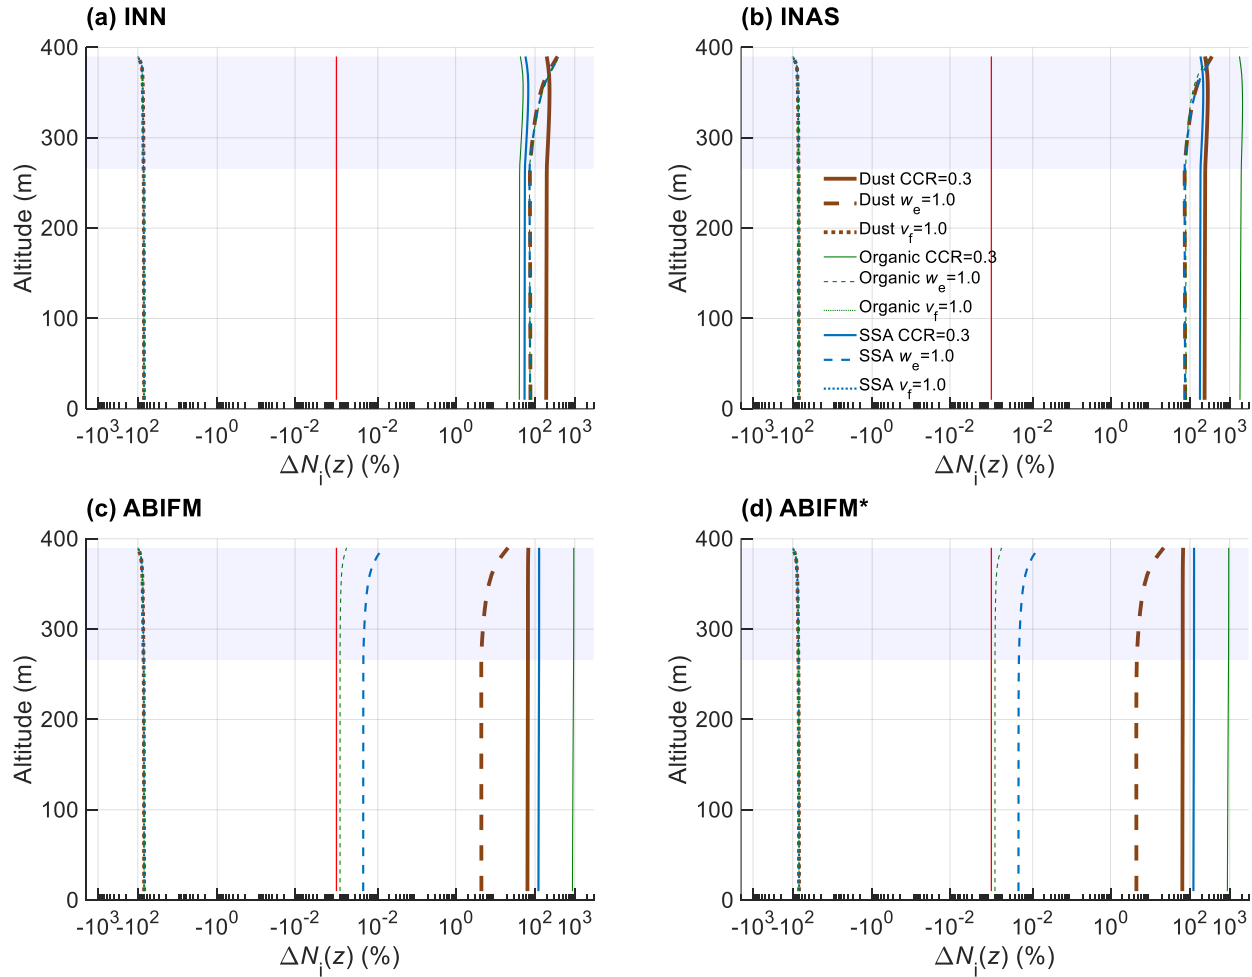 (a) INN
400
300
200
100
0
Altitude (m)
-10³ -10² -10⁰ -10⁻² 10⁻² 10⁰ 10² 10³
ΔNᵢ(z) (%)
(b) INAS
400
300
200
100
0
Altitude (m)
Dust CCR=0.3
Dust wₑ=1.0
Dust v_f=1.0
Organic CCR=0.3
Organic wₑ=1.0
Organic v_f=1.0
SSA CCR=0.3
SSA wₑ=1.0
SSA v_f=1.0
-10³ -10² -10⁰ -10⁻² 10⁻² 10⁰ 10² 10³
ΔNᵢ(z) (%)
(c) ABIFM
400
300
200
100
0
Altitude (m)
-10³ -10² -10⁰ -10⁻² 10⁻² 10⁰ 10² 10³
ΔNᵢ(z) (%)
(d) ABIFM*
400
300
200
100
0
Altitude (m)
-10³ -10² -10⁰ -10⁻² 10⁻² 10⁰ 10² 10³
ΔNᵢ(z) (%)